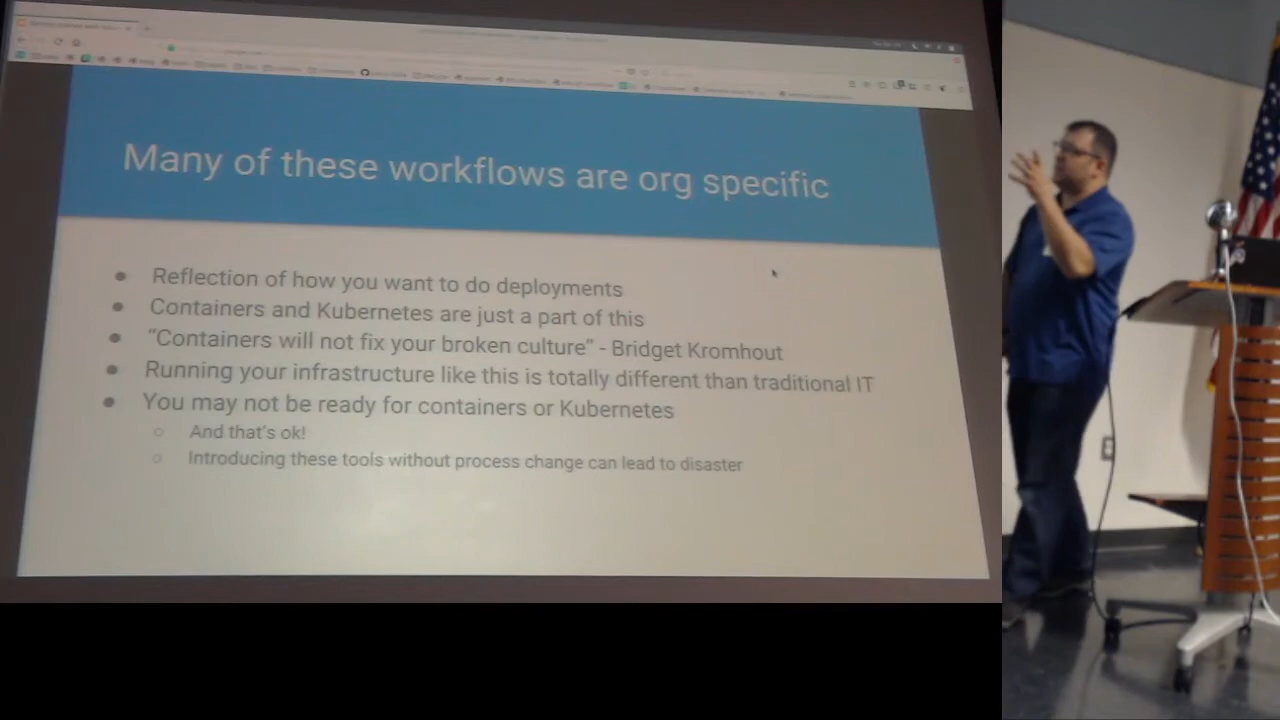 Many of these workflows are org specific
Reflection of how you want to do deployments
Containers and Kubernetes are just a part of this
"Containers will not fix your broken culture" - Bridget Kromhout
Running your infrastructure like this is totally different than traditional IT
You may not be ready for containers or Kubernetes
And that's ok!
Introducing these tools without process change can lead to disaster